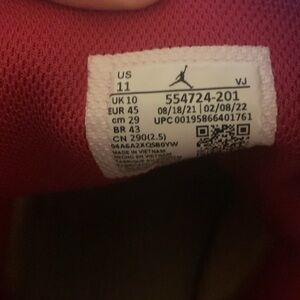 US
11
VJ
UK 10 554724-201
EUR 45 08/18/21 02/08/22
cm 29 UPC 00195866401761
BR 43
CN 290(2.5)
MADE IN VIETNAM